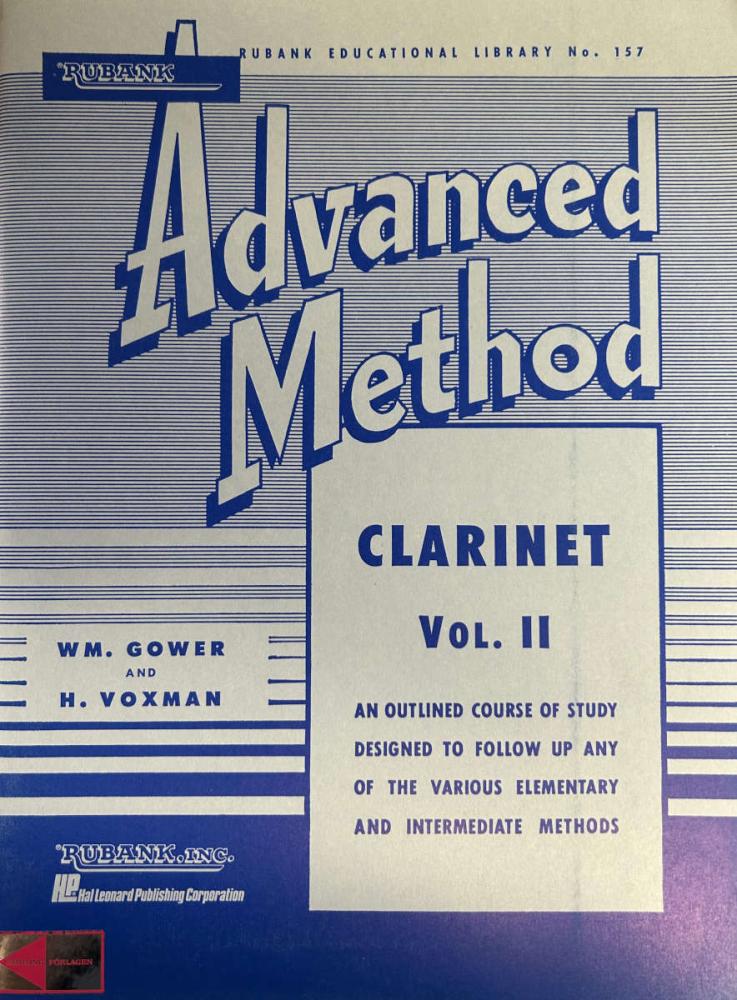 RUBANK EDUCATIONAL LIBRARY No. 157
RUBANK
Advanced
Method
CLARINET
VOL. II
WM. GOWER
AND
H. VOXMAN
AN OUTLINED COURSE OF STUDY
DESIGNED TO FOLLOW UP ANY
OF THE VARIOUS ELEMENTARY
AND INTERMEDIATE METHODS
RUBANK, INC.
HL Hal Leonard Publishing Corporation
FÖRLAGEN